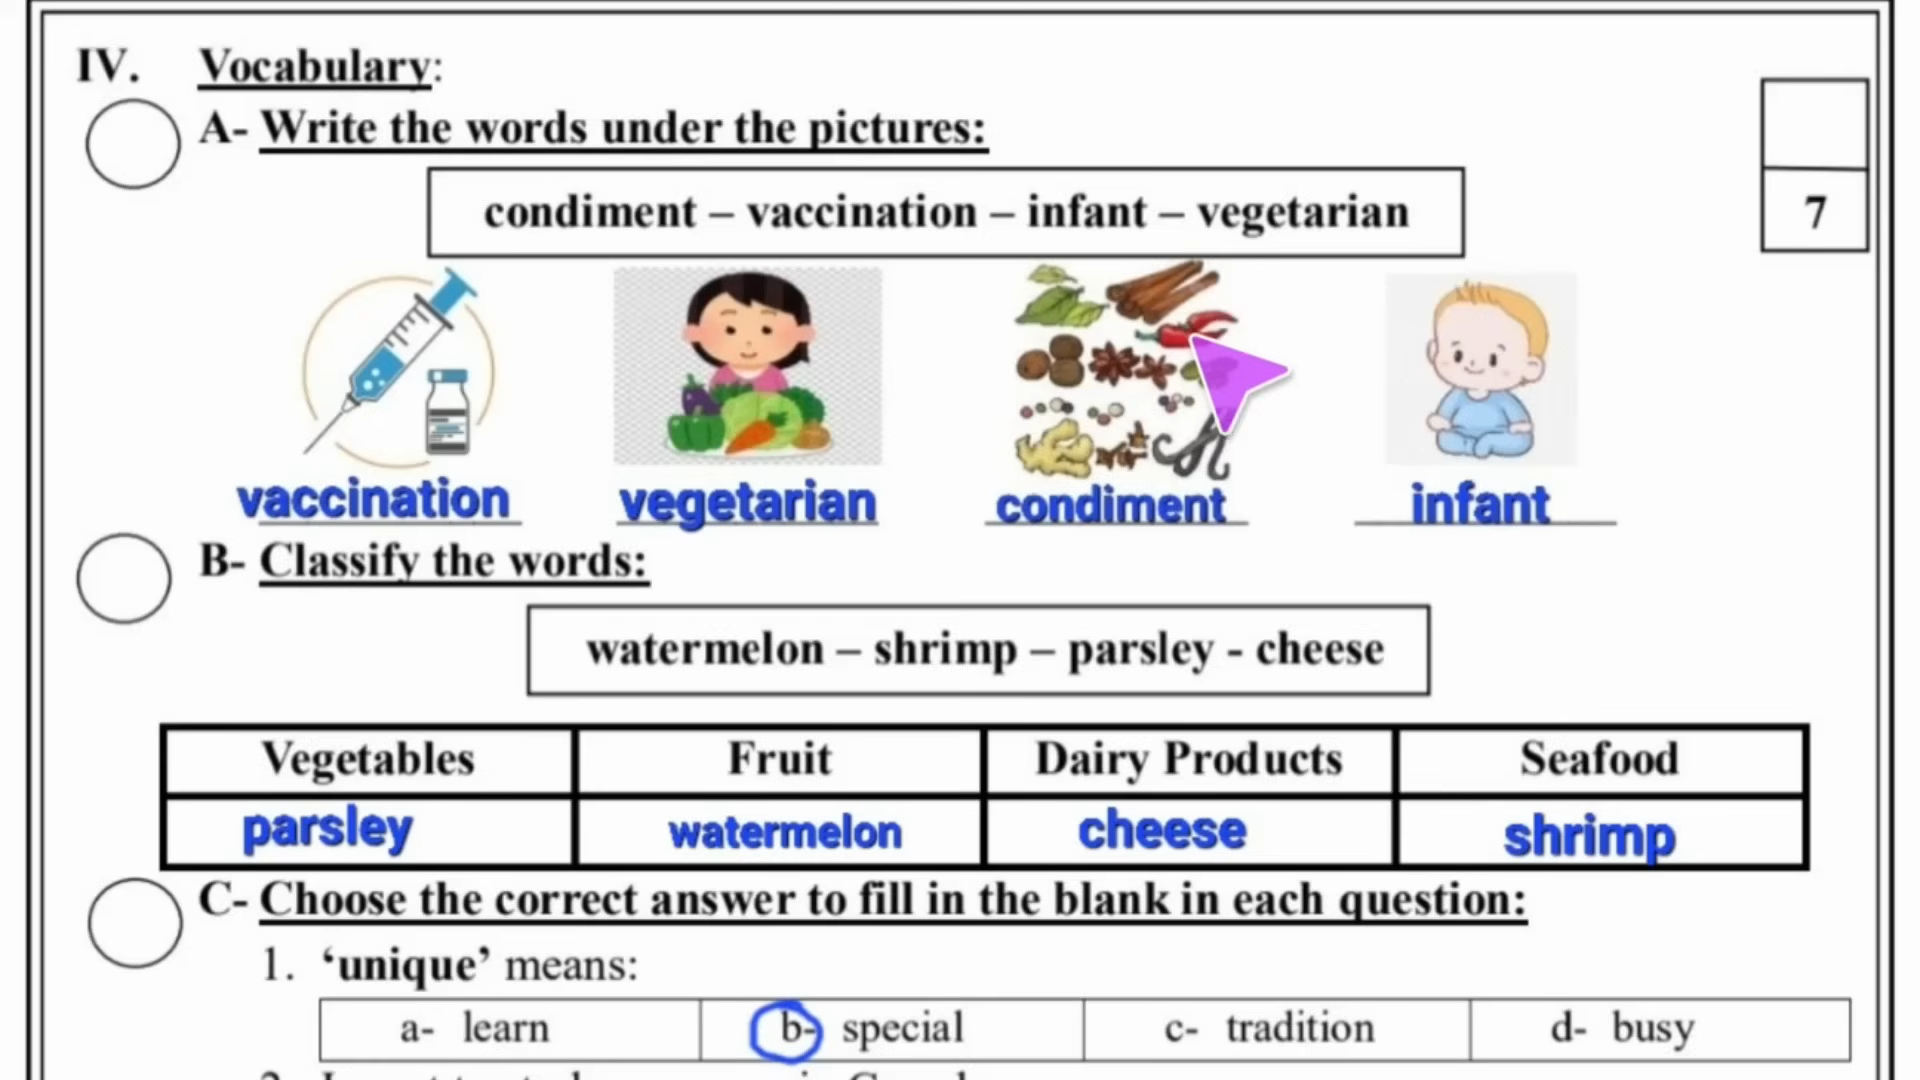 IV. Vocabulary:
A- Write the words under the pictures:
7
condiment – vaccination – infant – vegetarian
vaccination vegetarian condiment infant
B- Classify the words:
watermelon – shrimp – parsley - cheese
Vegetables Fruit Dairy Products Seafood
parsley watermelon cheese shrimp
C- Choose the correct answer to fill in the blank in each question:
1. ‘unique’ means:
a- learn b- special c- tradition d- busy